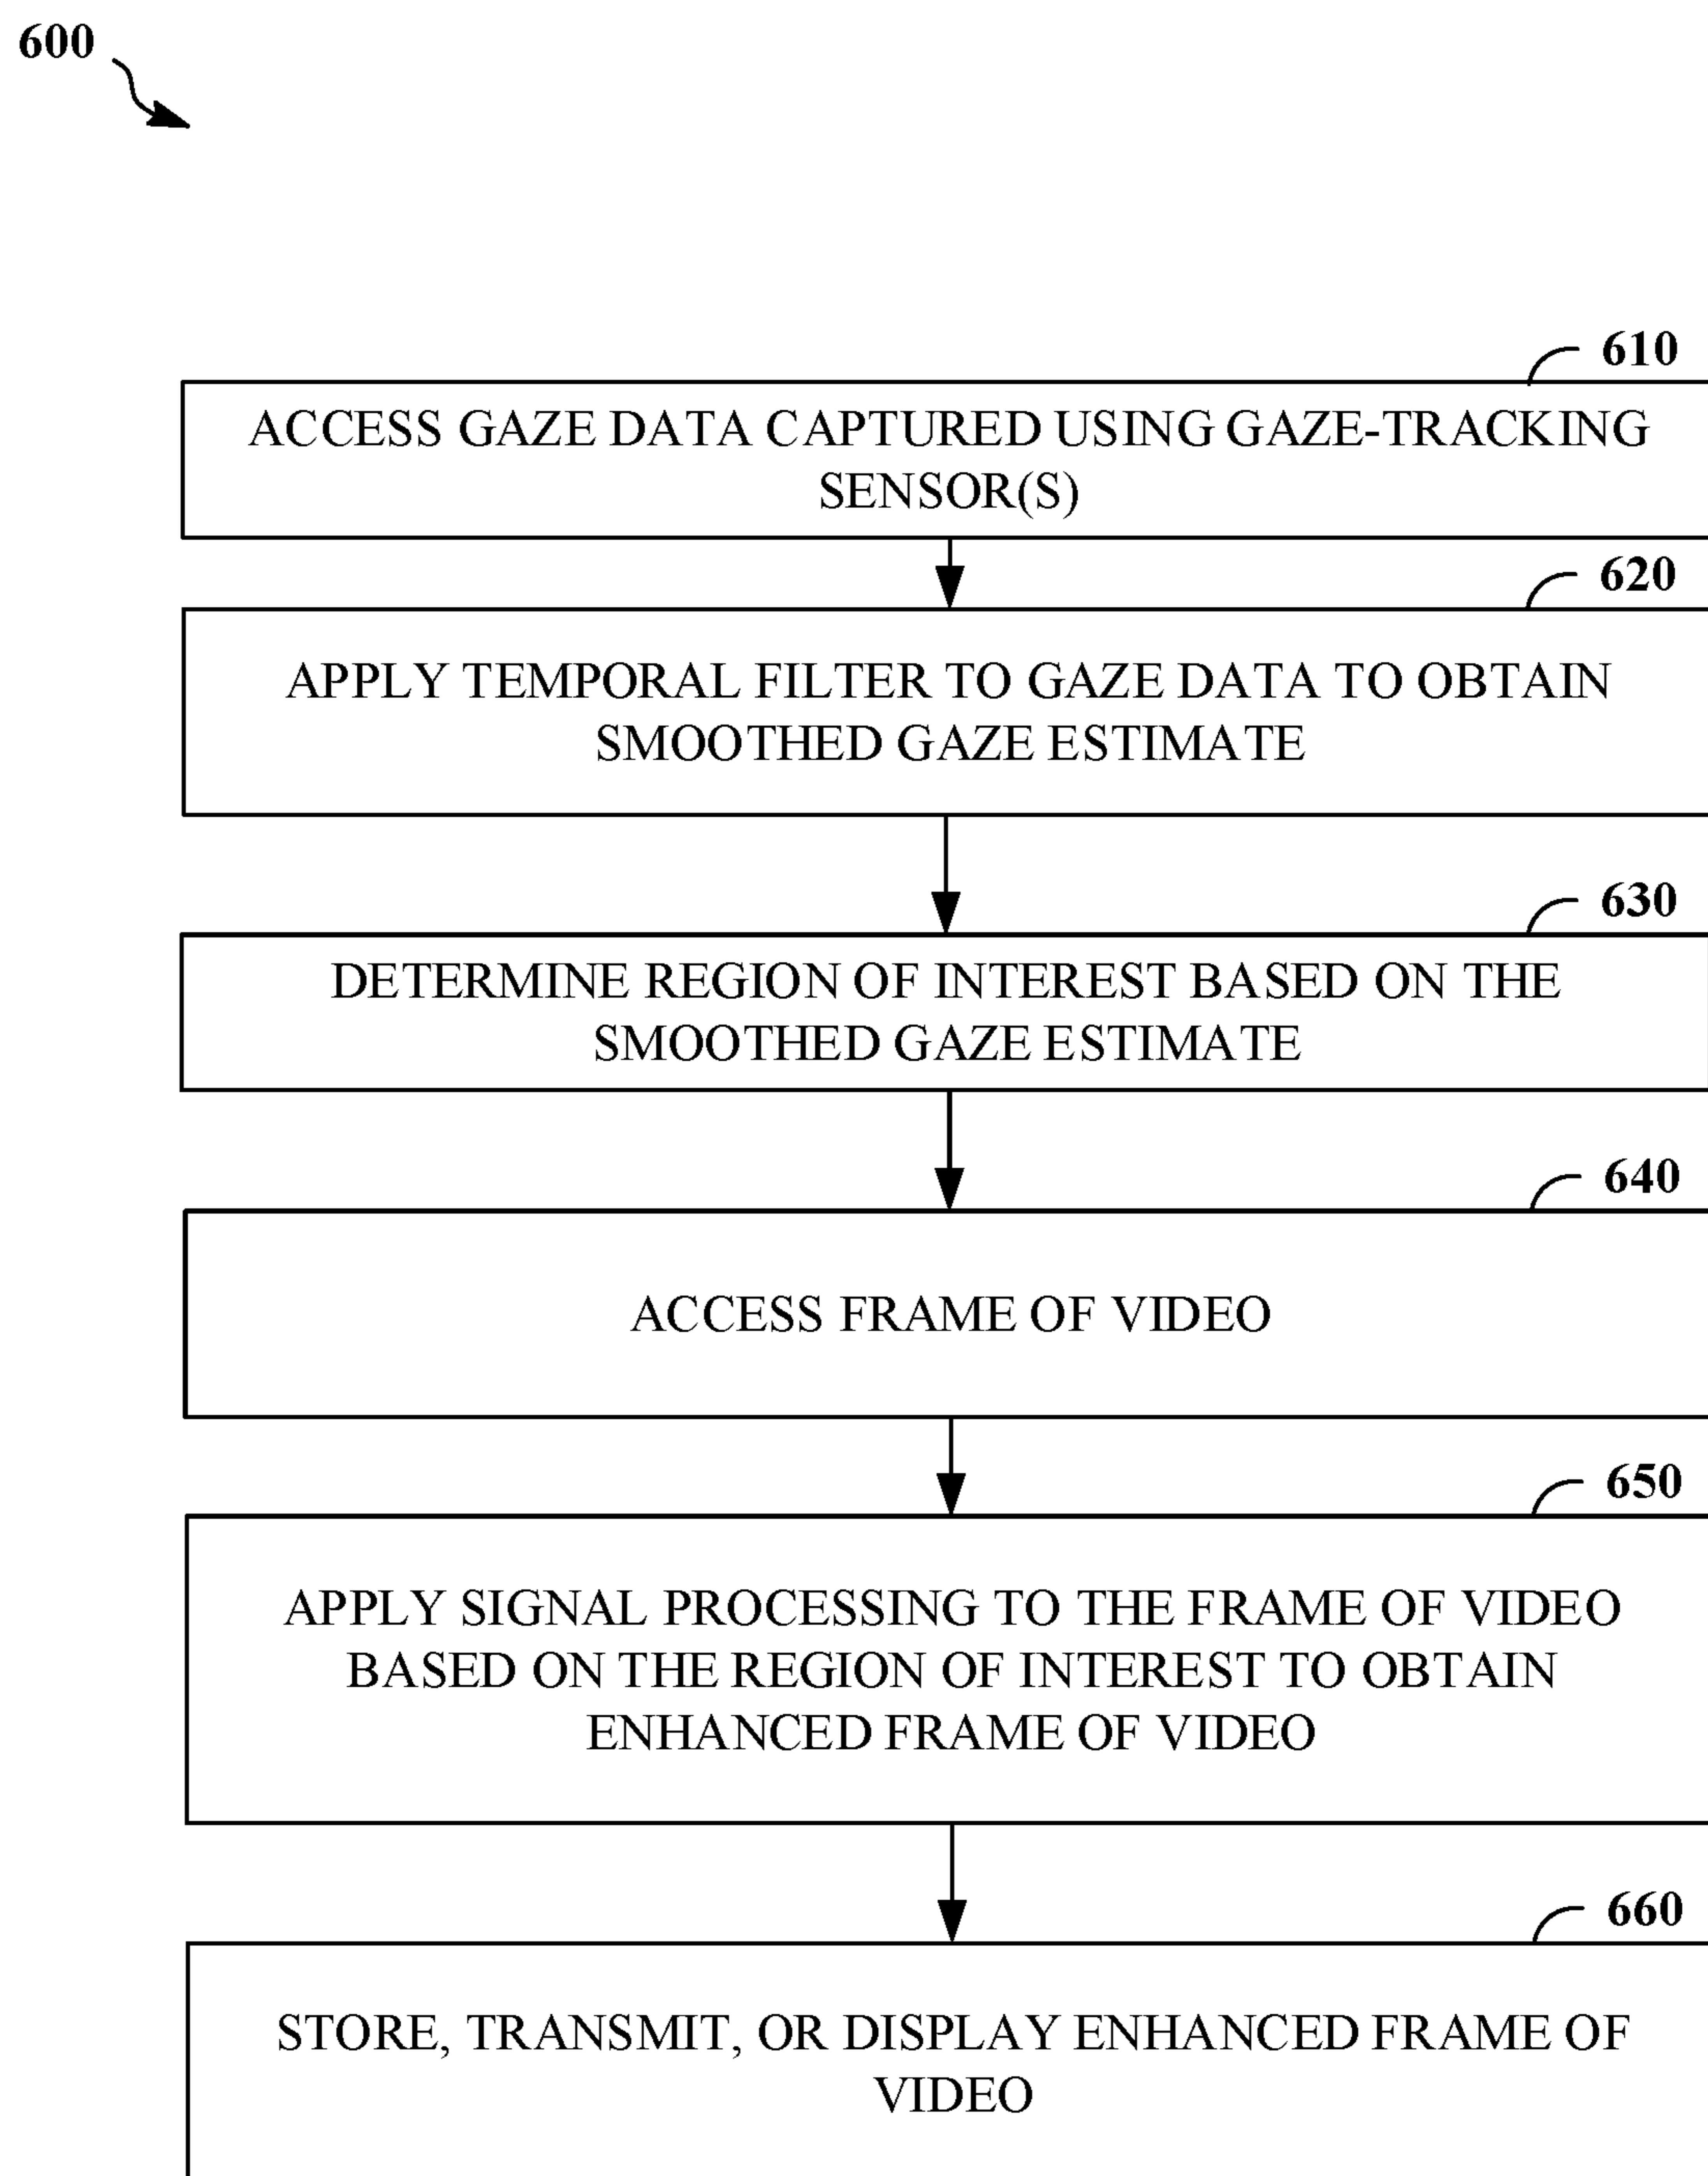 600
610
ACCESS GAZE DATA CAPTURED USING GAZE-TRACKING
SENSOR(S)
620
APPLY TEMPORAL FILTER TO GAZE DATA TO OBTAIN
SMOOTHED GAZE ESTIMATE
630
DETERMINE REGION OF INTEREST BASED ON THE
SMOOTHED GAZE ESTIMATE
640
ACCESS FRAME OF VIDEO
650
APPLY SIGNAL PROCESSING TO THE FRAME OF VIDEO
BASED ON THE REGION OF INTEREST TO OBTAIN
ENHANCED FRAME OF VIDEO
660
STORE, TRANSMIT, OR DISPLAY ENHANCED FRAME OF
VIDEO